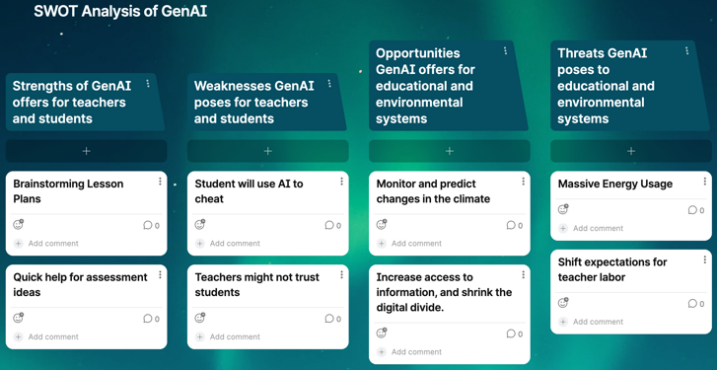 SWOT Analysis of GenAI
Strengths of GenAI
offers for teachers
and students
+
Brainstorming Lesson
Plans
0
+ Add comment
Quick help for assessment
ideas
0
+ Add comment
Weaknesses GenAI
poses for teachers
and students
+
Student will use AI to
cheat
0
+ Add comment
Teachers might not trust
students
0
+ Add comment
Opportunities
GenAI offers for
educational and
environmental
systems
+
Monitor and predict
changes in the climate
0
+ Add comment
Increase access to
information, and shrink the
digital divide.
0
+ Add comment
Threats GenAI
poses to
educational and
environmental
systems
+
Massive Energy Usage
0
+ Add comment
Shift expectations for
teacher labor
0
+ Add comment